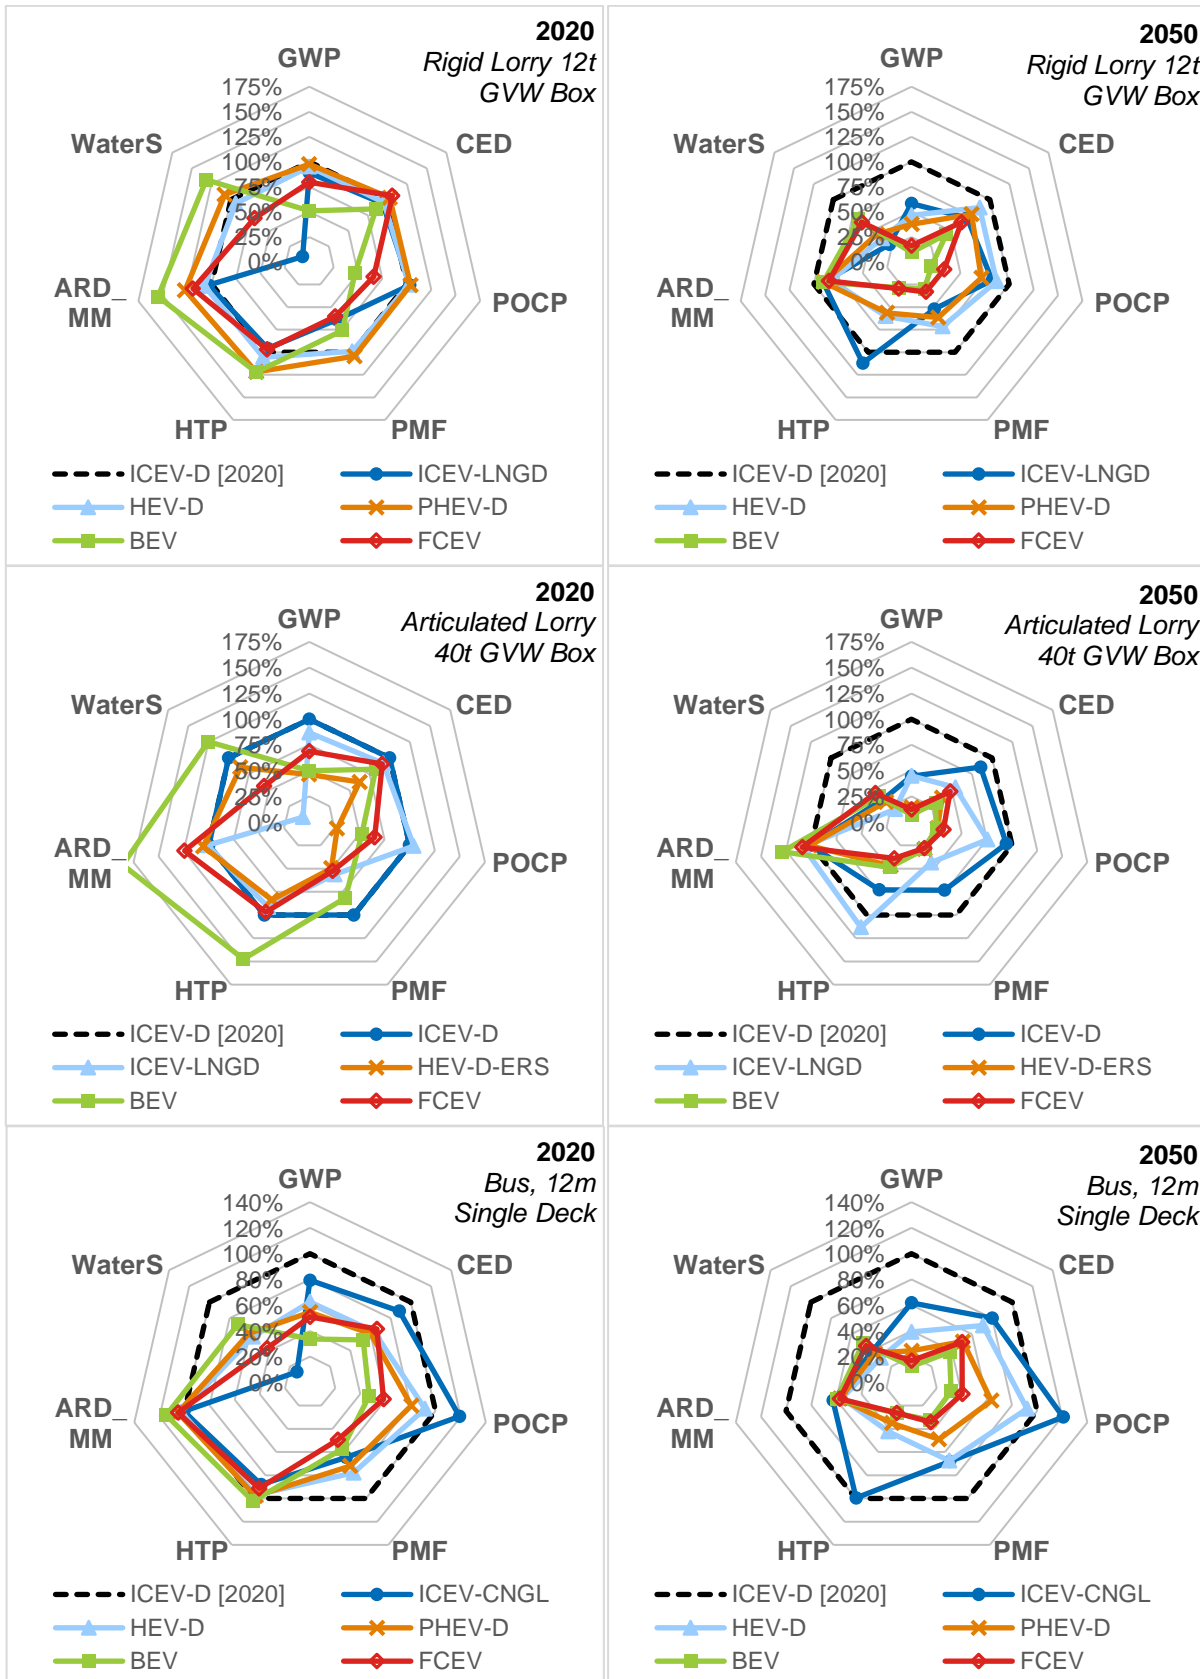 2020
Rigid Lorry 12t
GVW Box
GWP
175%
150%
125%
100%
75%
50%
25%
0%
CED
POCP
PMF
HTP
ARD_
MM
WaterS
ICEV-D [2020]
ICEV-LNGD
HEV-D
PHEV-D
BEV
FCEV
2050
Rigid Lorry 12t
GVW Box
GWP
175%
150%
125%
100%
75%
50%
25%
0%
CED
POCP
PMF
HTP
ARD_
MM
WaterS
ICEV-D [2020]
ICEV-LNGD
HEV-D
PHEV-D
BEV
FCEV
2020
Articulated Lorry
40t GVW Box
GWP
175%
150%
125%
100%
75%
50%
25%
0%
CED
POCP
PMF
HTP
ARD_
MM
WaterS
ICEV-D [2020]
ICEV-D
ICEV-LNGD
HEV-D-ERS
BEV
FCEV
2050
Articulated Lorry
40t GVW Box
GWP
175%
150%
125%
100%
75%
50%
25%
0%
CED
POCP
PMF
HTP
ARD_
MM
WaterS
ICEV-D [2020]
ICEV-D
ICEV-LNGD
HEV-D-ERS
BEV
FCEV
2020
Bus, 12m
Single Deck
GWP
140%
120%
100%
80%
60%
40%
20%
0%
CED
POCP
PMF
HTP
ARD_
MM
WaterS
ICEV-D [2020]
ICEV-CNGL
HEV-D
PHEV-D
BEV
FCEV
2050
Bus, 12m
Single Deck
GWP
140%
120%
100%
80%
60%
40%
20%
0%
CED
POCP
PMF
HTP
ARD_
MM
WaterS
ICEV-D [2020]
ICEV-CNGL
HEV-D
PHEV-D
BEV
FCEV